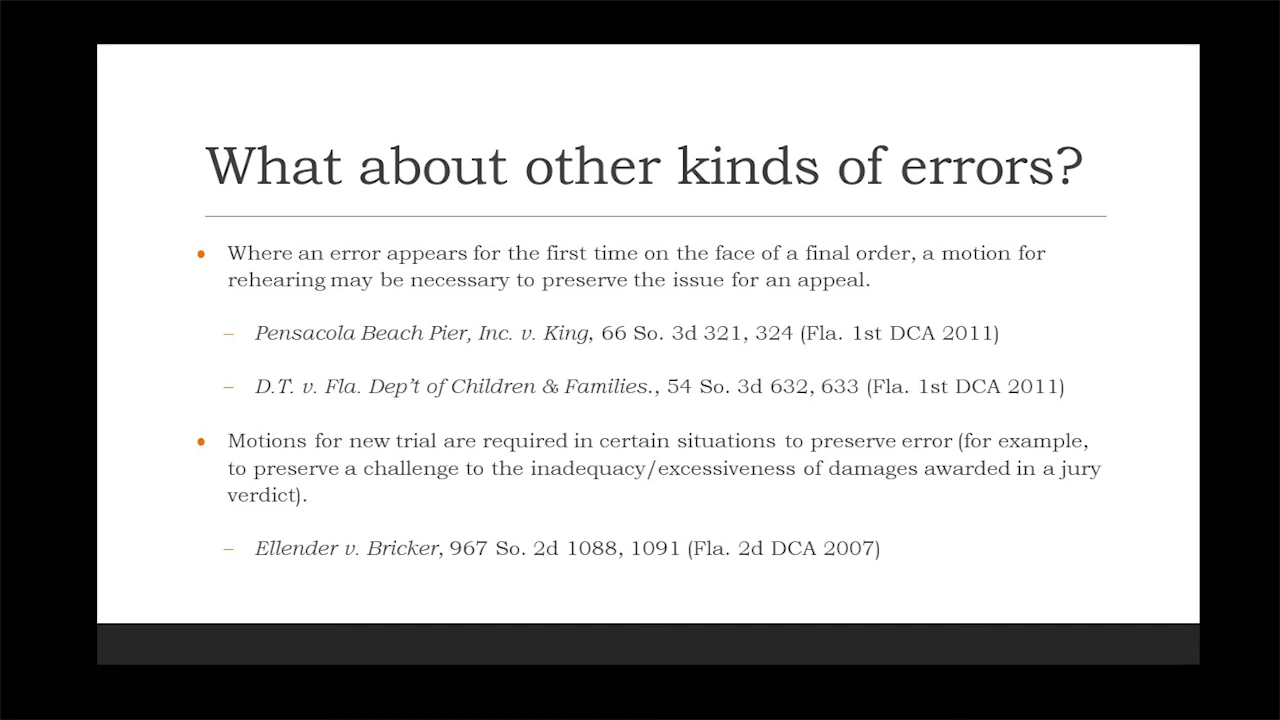 What about other kinds of errors?
• Where an error appears for the first time on the face of a final order, a motion for
rehearing may be necessary to preserve the issue for an appeal.
– Pensacola Beach Pier, Inc. v. King, 66 So. 3d 321, 324 (Fla. 1st DCA 2011)
– D.T. v. Fla. Dep't of Children & Families., 54 So. 3d 632, 633 (Fla. 1st DCA 2011)
• Motions for new trial are required in certain situations to preserve error (for example,
to preserve a challenge to the inadequacy/excessiveness of damages awarded in a jury
verdict).
– Ellender v. Bricker, 967 So. 2d 1088, 1091 (Fla. 2d DCA 2007)